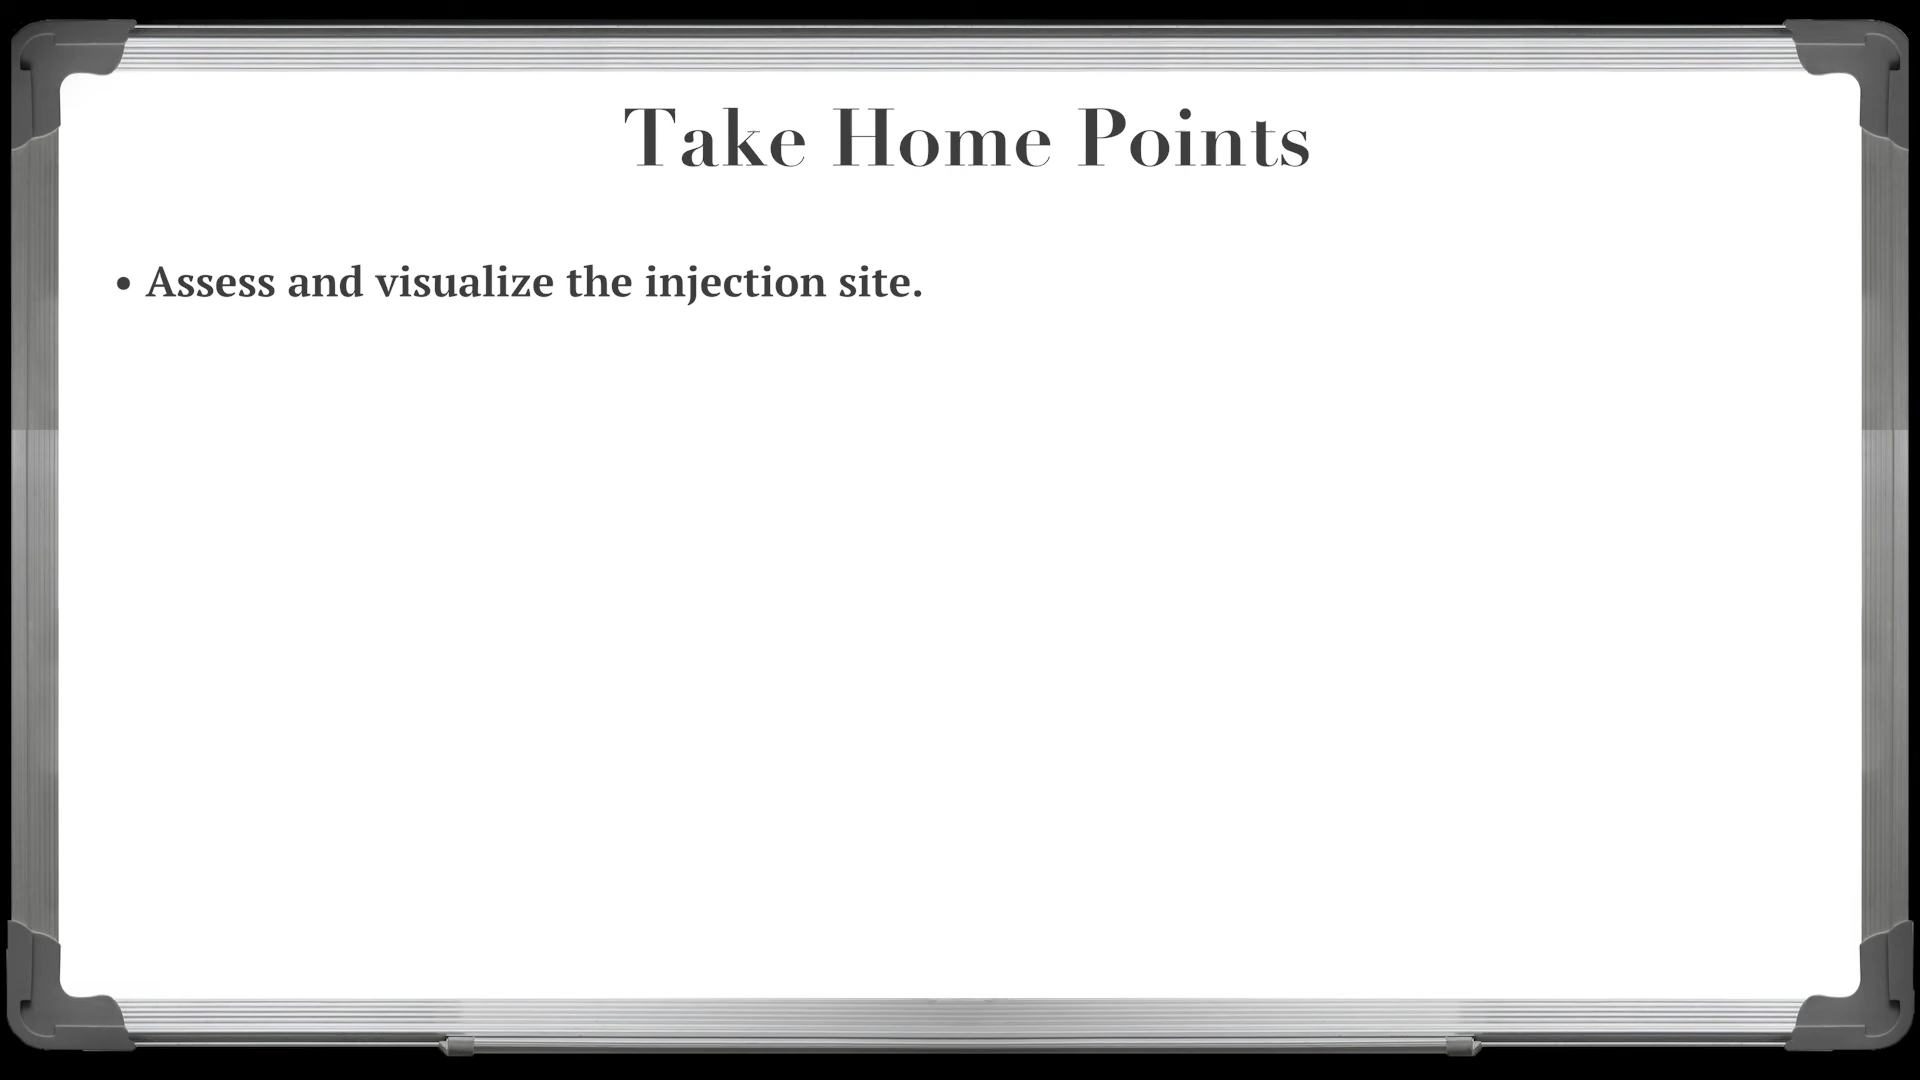 Take Home Points
• Assess and visualize the injection site.